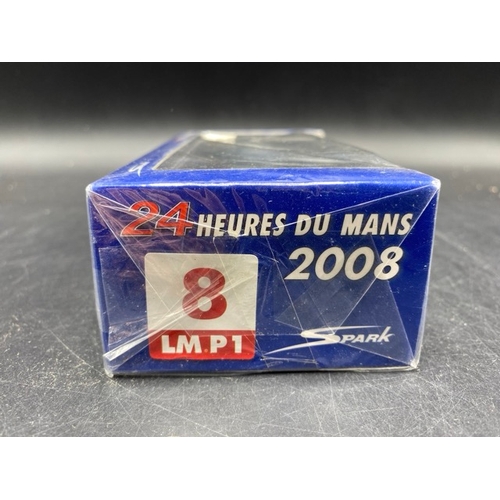 24 HEURES DU MANS
2008
8
LM.P1
SPARK